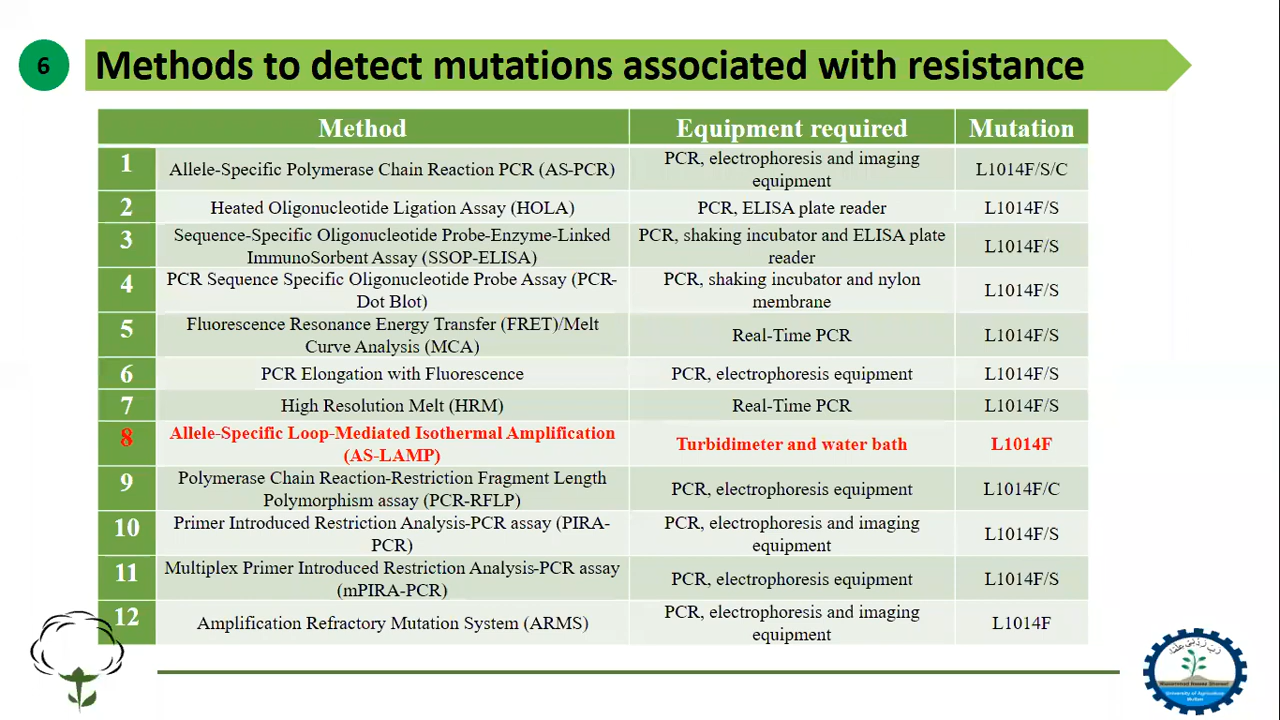 6
Methods to detect mutations associated with resistance
Method Equipment required Mutation
1 Allele-Specific Polymerase Chain Reaction PCR (AS-PCR) PCR, electrophoresis and imaging
equipment L1014F/S/C
2 Heated Oligonucleotide Ligation Assay (HOLA) PCR, ELISA plate reader L1014F/S
3 Sequence-Specific Oligonucleotide Probe-Enzyme-Linked
ImmunoSorbent Assay (SSOP-ELISA) PCR, shaking incubator and ELISA plate
reader L1014F/S
4 PCR Sequence Specific Oligonucleotide Probe Assay (PCR-
Dot Blot) PCR, shaking incubator and nylon
membrane L1014F/S
5 Fluorescence Resonance Energy Transfer (FRET)/Melt
Curve Analysis (MCA) Real-Time PCR L1014F/S
6 PCR Elongation with Fluorescence PCR, electrophoresis equipment L1014F/S
7 High Resolution Melt (HRM) Real-Time PCR L1014F/S
8 Allele-Specific Loop-Mediated Isothermal Amplification
(AS-LAMP) Turbidimeter and water bath L1014F
9 Polymerase Chain Reaction-Restriction Fragment Length
Polymorphism assay (PCR-RFLP) PCR, electrophoresis equipment L1014F/C
10 Primer Introduced Restriction Analysis-PCR assay (PIRA-
PCR) PCR, electrophoresis and imaging
equipment L1014F/S
11 Multiplex Primer Introduced Restriction Analysis-PCR assay
(mPIRA-PCR) PCR, electrophoresis equipment L1014F/S
12 Amplification Refractory Mutation System (ARMS) PCR, electrophoresis and imaging
equipment L1014F
University of Agriculture
Multan